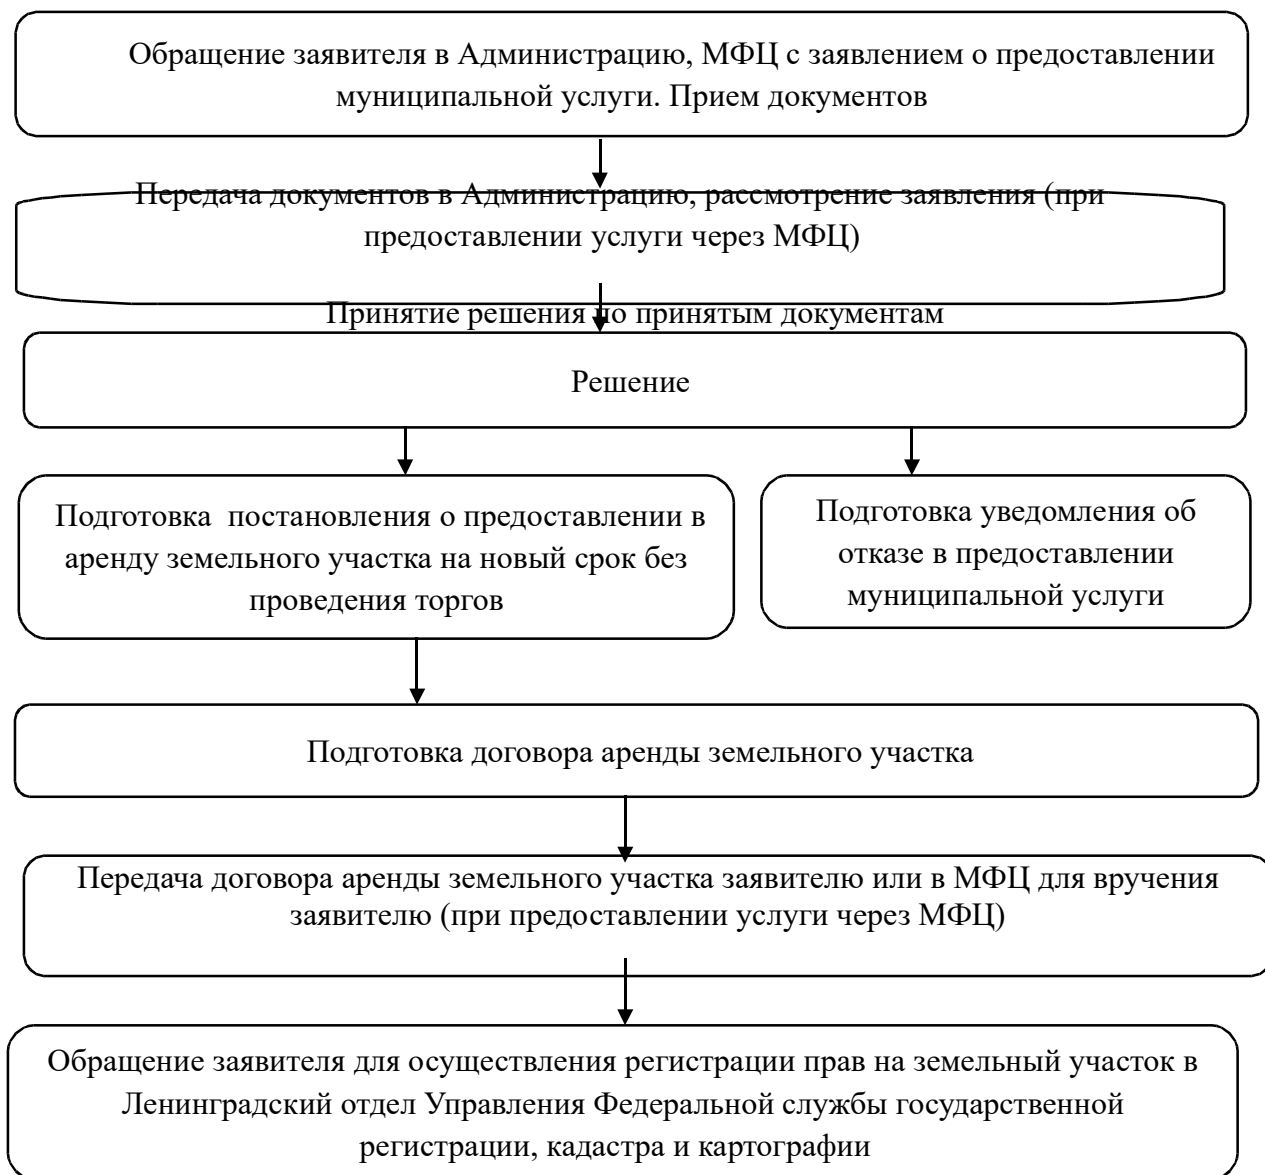 Обращение заявителя в Администрацию, МФЦ с заявлением о предоставлении
муниципальной услуги. Прием документов
Передача документов в Администрацию, рассмотрение заявления (при
предоставлении услуги через МФЦ)
Принятие решения по принятым документам
Решение
Подготовка постановления о предоставлении в
аренду земельного участка на новый срок без
проведения торгов
Подготовка уведомления об
отказе в предоставлении
муниципальной услуги
Подготовка договора аренды земельного участка
Передача договора аренды земельного участка заявителю или в МФЦ для вручения
заявителю (при предоставлении услуги через МФЦ)
Обращение заявителя для осуществления регистрации прав на земельный участок в
Ленинградский отдел Управления Федеральной службы государственной
регистрации, кадастра и картографии